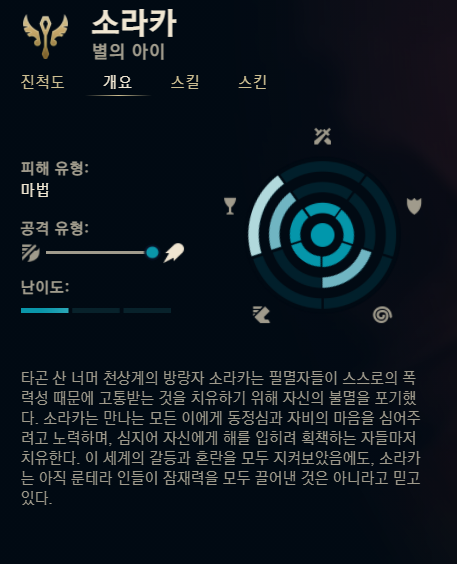 소라카
별의 아이
진척도 개요 스킬 스킨
피해 유형:
마법
공격 유형:
난이도:
타곤 산 너머 천상계의 방랑자 소라카는 필멸자들이 스스로의 폭
력성 때문에 고통받는 것을 치유하기 위해 자신의 불멸을 포기했
다. 소라카는 만나는 모든 이에게 동정심과 자비의 마음을 심어주
려고 노력하며, 심지어 자신에게 해를 입히려 획책하는 자들마저
치유한다. 이 세계의 갈등과 혼란을 모두 지켜보았음에도, 소라카
는 아직 룬테라 인들이 잠재력을 모두 끌어낸 것은 아니라고 믿고
있다.